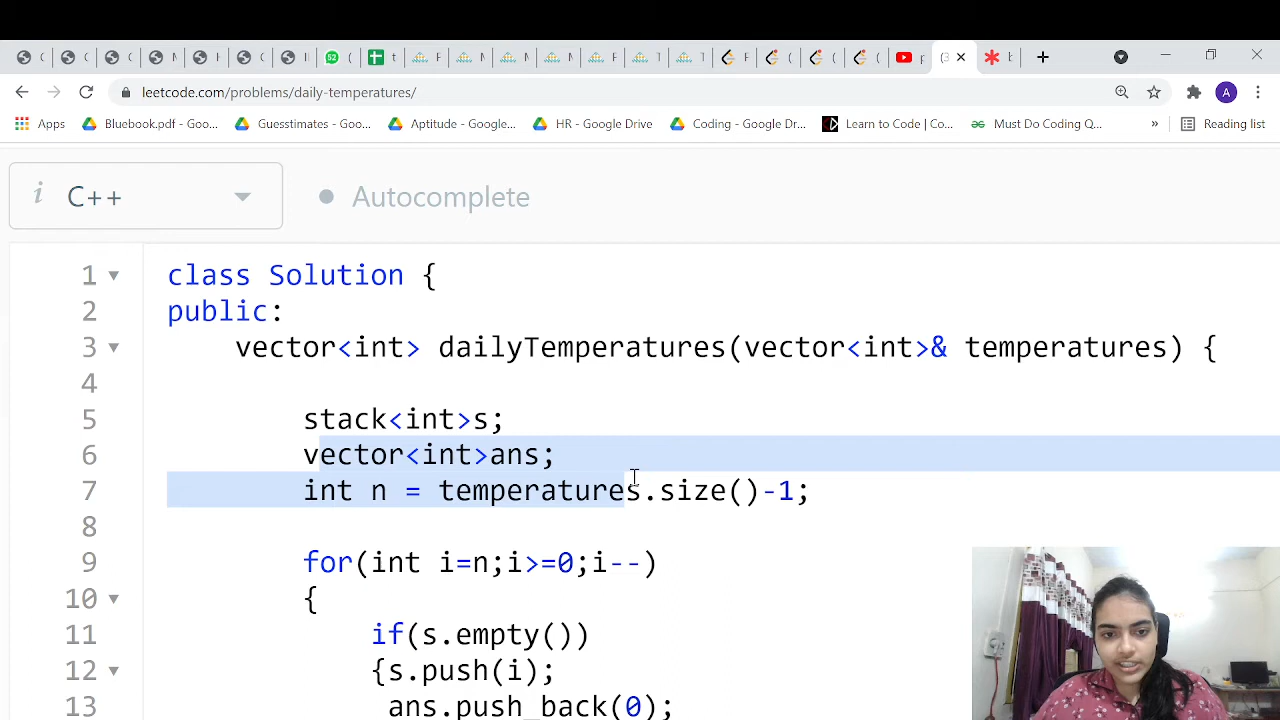 leetcode.com/problems/daily-temperatures/
Apps Bluebook.pdf - Goo... Guesstimates - Goo... Aptitude - Google... HR - Google Drive Coding - Google Dr... Learn to Code | Co... Must Do Coding Q... » Reading list
i C++ Autocomplete
1 class Solution {
2 public:
3 vector<int> dailyTemperatures(vector<int>& temperatures) {
4
5 stack<int>s;
6 vector<int>ans;
7 int n = temperatures.size()-1;
8
9 for(int i=n;i>=0;i--)
10 {
11 if(s.empty())
12 {s.push(i);
13 ans.push_back(0);